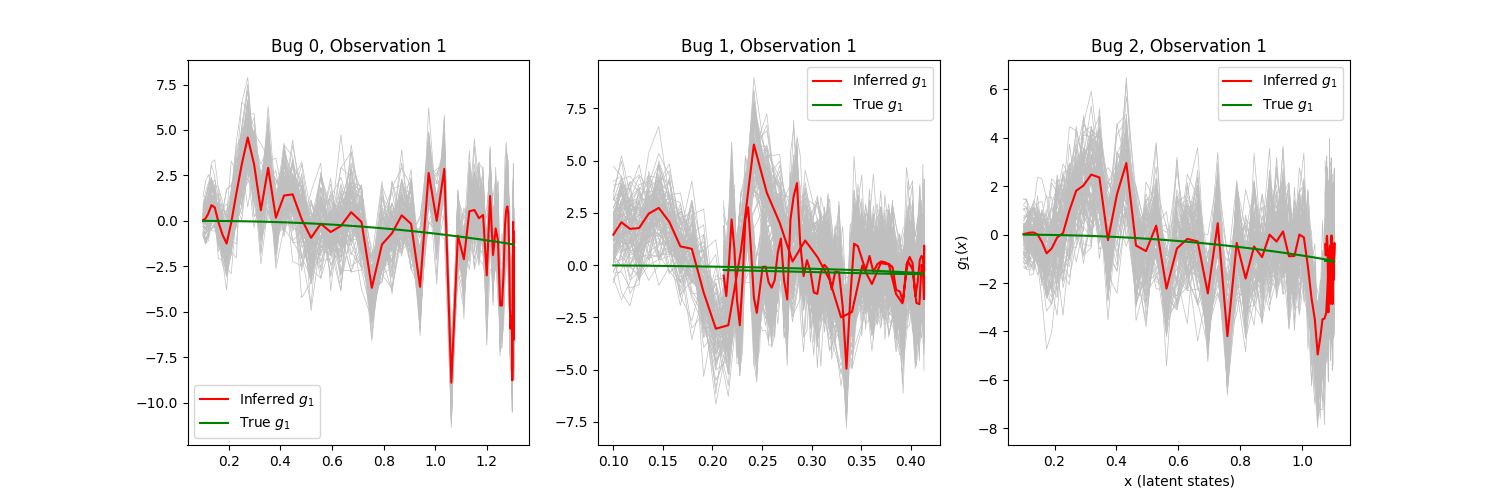 Bug 0, Observation 1
7.5
5.0
2.5
0.0
−2.5
−5.0
−7.5
−10.0
Inferred g₁
True g₁
0.2 0.4 0.6 0.8 1.0 1.2
Bug 1, Observation 1
Inferred g₁
True g₁
7.5
5.0
2.5
0.0
−2.5
−5.0
−7.5
0.10 0.15 0.20 0.25 0.30 0.35 0.40
Bug 2, Observation 1
Inferred g₁
True g₁
g₁(x)
6
4
2
0
−2
−4
−6
−8
0.2 0.4 0.6 0.8 1.0
x (latent states)